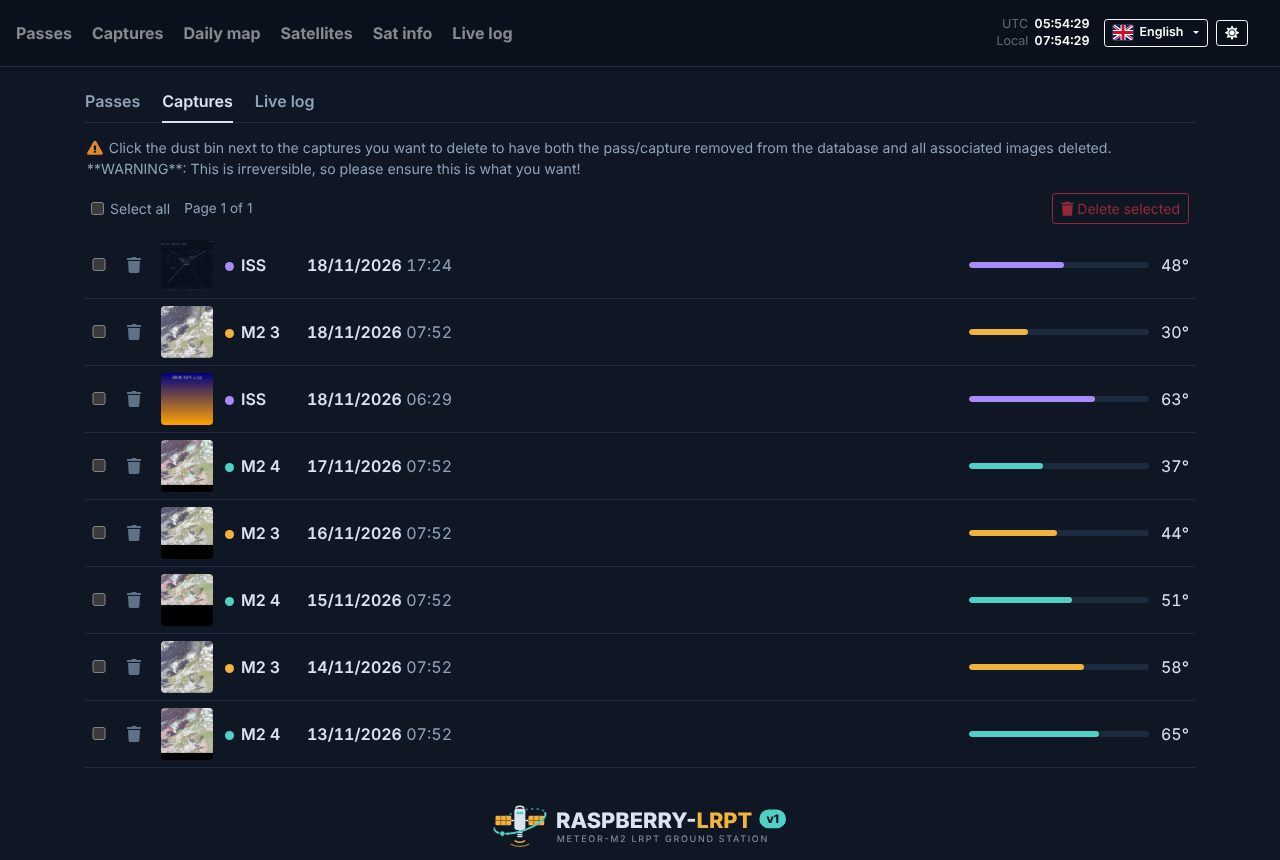 Passes Captures Daily map Satellites Sat info Live log
UTC 05:54:29
Local 07:54:29
English
Passes Captures Live log
Click the dust bin next to the captures you want to delete to have both the pass/capture removed from the database and all associated images deleted.
**WARNING**: This is irreversible, so please ensure this is what you want!
Select all Page 1 of 1 Delete selected
ISS 18/11/2026 17:24 48°
M2 3 18/11/2026 07:52 30°
ISS 18/11/2026 06:29 63°
M2 4 17/11/2026 07:52 37°
M2 3 16/11/2026 07:52 44°
M2 4 15/11/2026 07:52 51°
M2 3 14/11/2026 07:52 58°
M2 4 13/11/2026 07:52 65°
RASPBERRY-LRPT v1
METEOR-M2 LRPT GROUND STATION